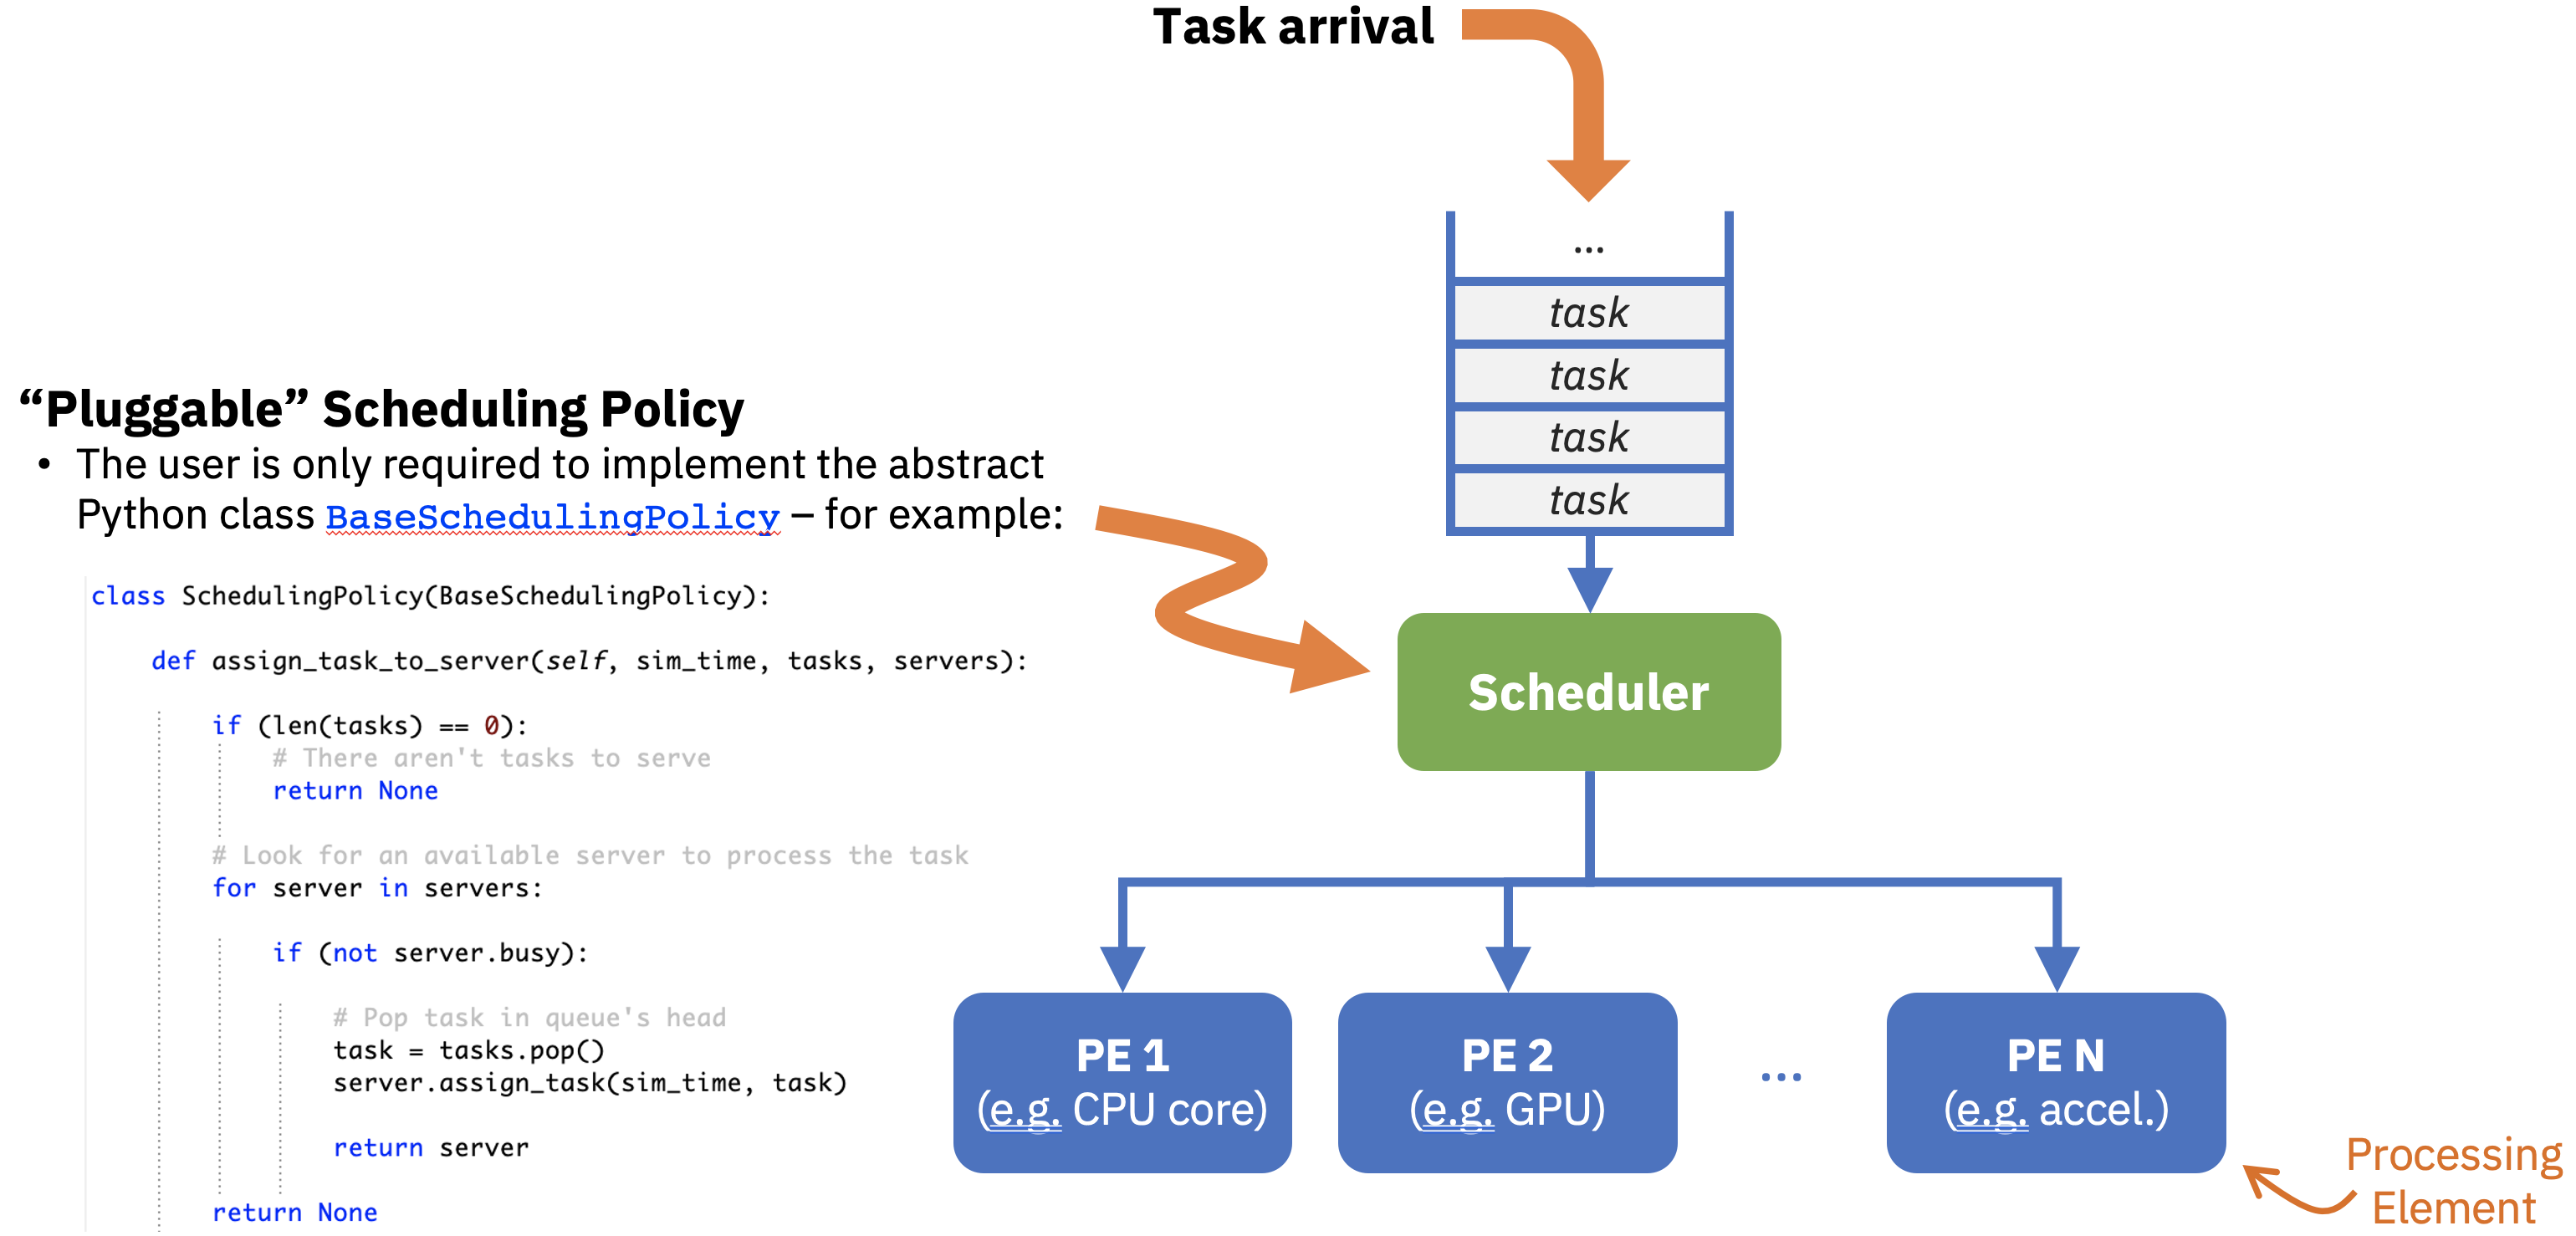 Task arrival
...
task
task
task
task
“Pluggable” Scheduling Policy
• The user is only required to implement the abstract
Python class BaseSchedulingPolicy – for example:
class SchedulingPolicy(BaseSchedulingPolicy):
def assign_task_to_server(self, sim_time, tasks, servers):
if (len(tasks) == 0):
# There aren't tasks to serve
return None
# Look for an available server to process the task
for server in servers:
if (not server.busy):
# Pop task in queue's head
task = tasks.pop()
server.assign_task(sim_time, task)
return server
return None
Scheduler
PE 1
(e.g. CPU core)
PE 2
(e.g. GPU)
...
PE N
(e.g. accel.)
Processing
Element